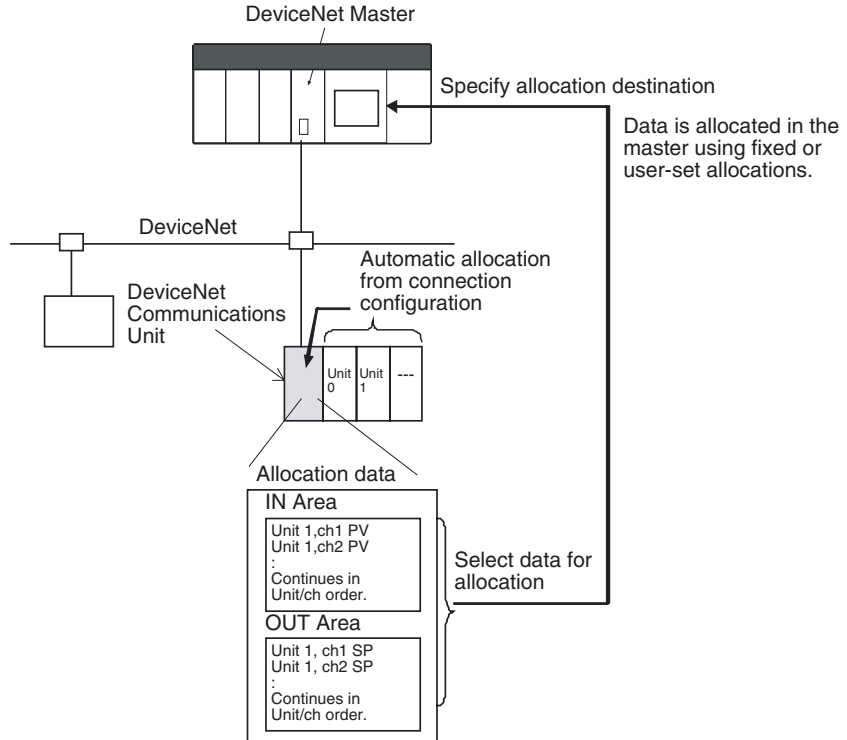 DeviceNet Master
Specify allocation destination
Data is allocated in the
master using fixed or
user-set allocations.
DeviceNet
Automatic allocation
from connection
configuration
DeviceNet
Communications
Unit
Unit
0
Unit
1
---
Allocation data
IN Area
Unit 1,ch1 PV
Unit 1,ch2 PV
:
Continues in
Unit/ch order.
Select data for
allocation
OUT Area
Unit 1, ch1 SP
Unit 1, ch2 SP
:
Continues in
Unit/ch order.